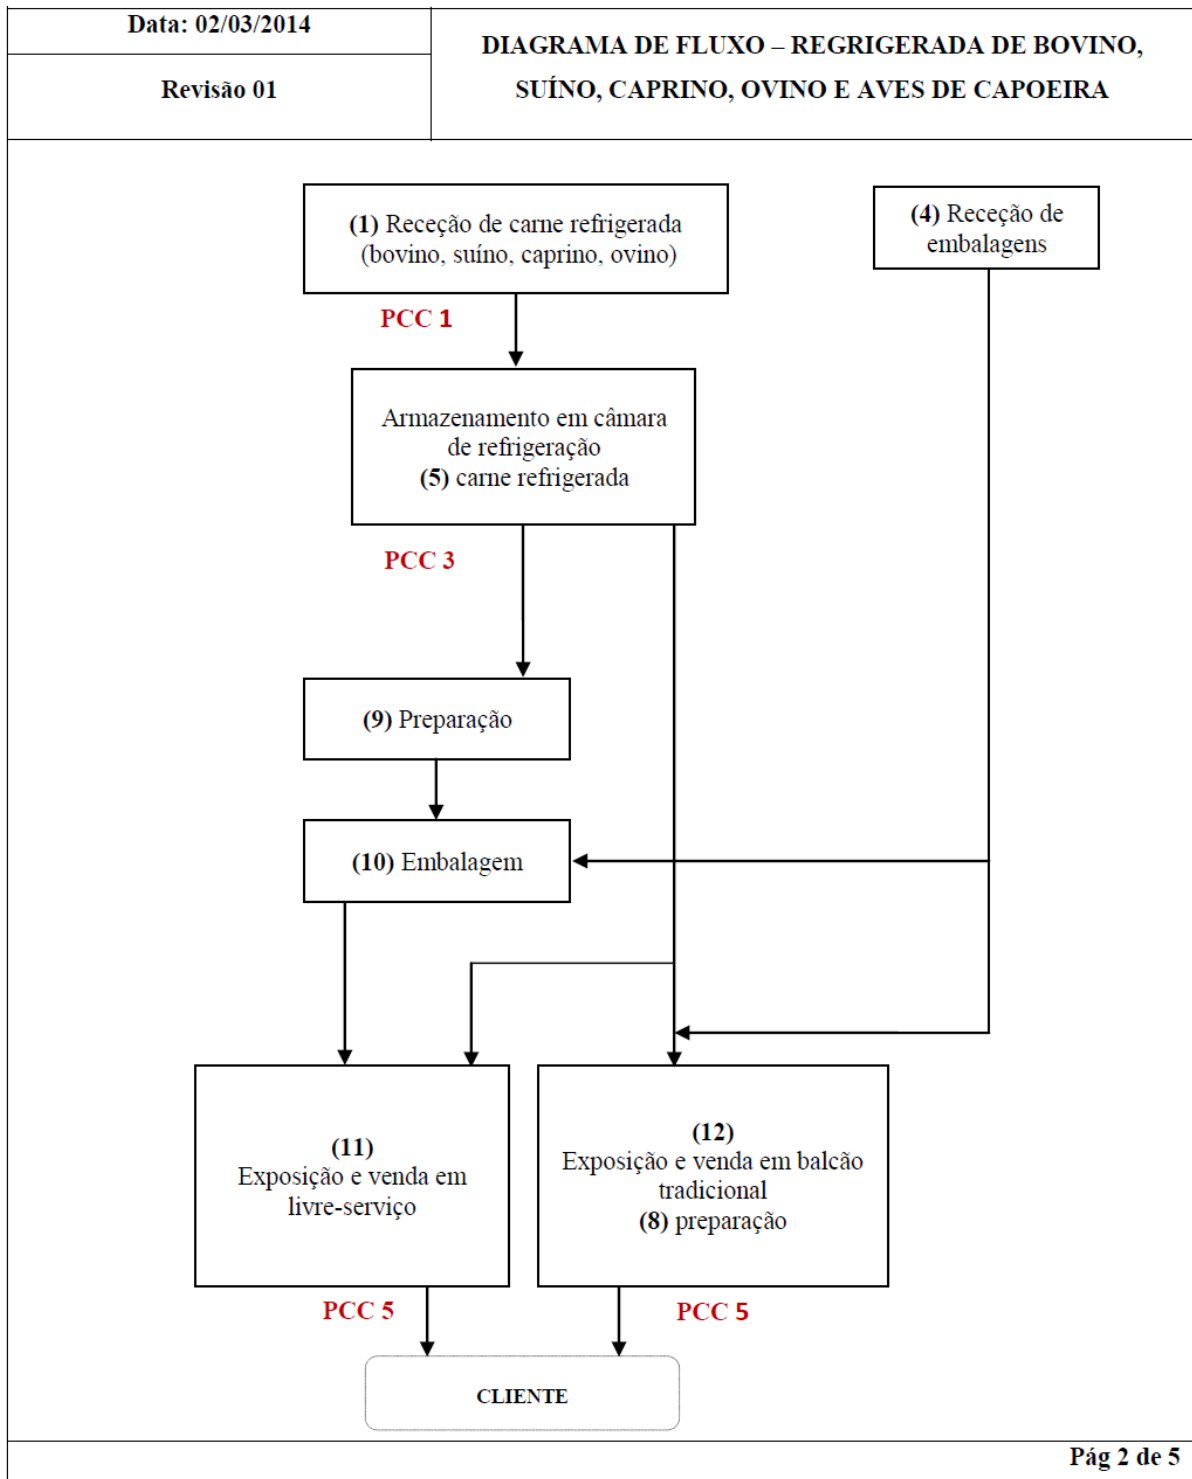 Data: 02/03/2014
Revisão 01
DIAGRAMA DE FLUXO – REGRIGERADA DE BOVINO,
SUÍNO, CAPRINO, OVINO E AVES DE CAPOEIRA
(1) Receção de carne refrigerada
(bovino, suíno, caprino, ovino)
(4) Receção de
embalagens
PCC 1
Armazenamento em câmara
de refrigeração
(5) carne refrigerada
PCC 3
(9) Preparação
(10) Embalagem
(11)
Exposição e venda em
livre-serviço
(12)
Exposição e venda em balcão
tradicional
(8) preparação
PCC 5
PCC 5
CLIENTE
Pág 2 de 5